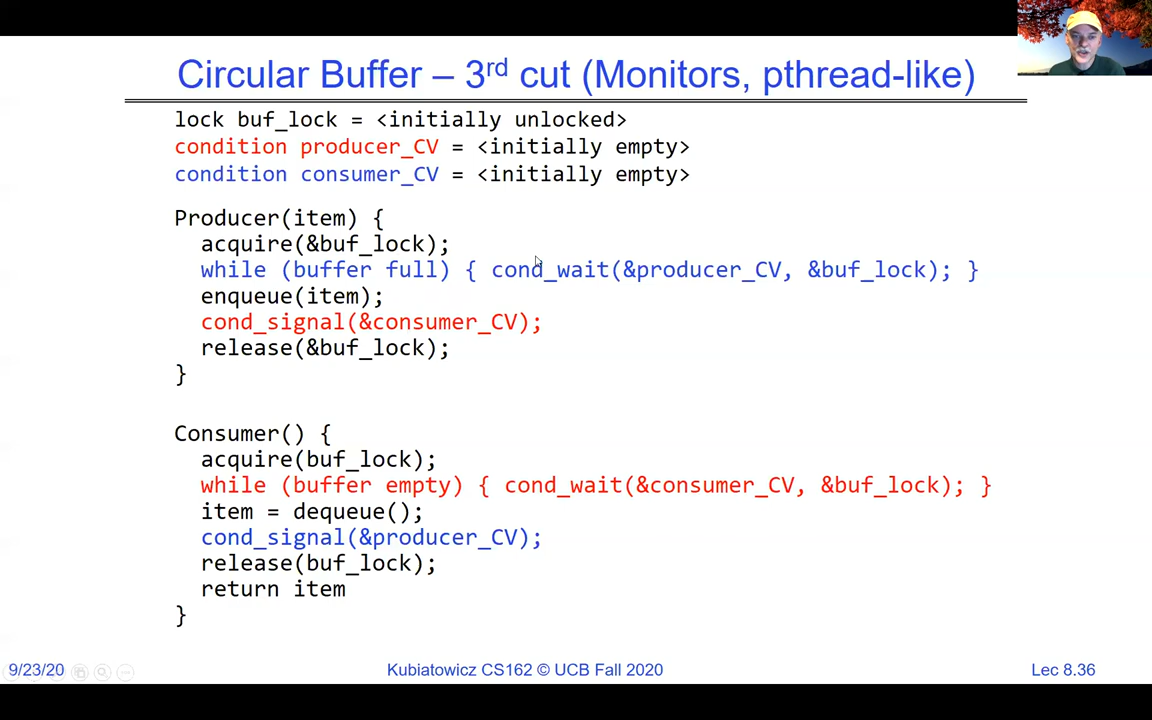 Circular Buffer – 3rd cut (Monitors, pthread-like)
lock buf_lock = <initially unlocked>
condition producer_CV = <initially empty>
condition consumer_CV = <initially empty>
Producer(item) {
acquire(&buf_lock);
while (buffer full) { cond_wait(&producer_CV, &buf_lock); }
enqueue(item);
cond_signal(&consumer_CV);
release(&buf_lock);
}
Consumer() {
acquire(buf_lock);
while (buffer empty) { cond_wait(&consumer_CV, &buf_lock); }
item = dequeue();
cond_signal(&producer_CV);
release(buf_lock);
return item
}
9/23/20
Kubiatowicz CS162 © UCB Fall 2020
Lec 8.36